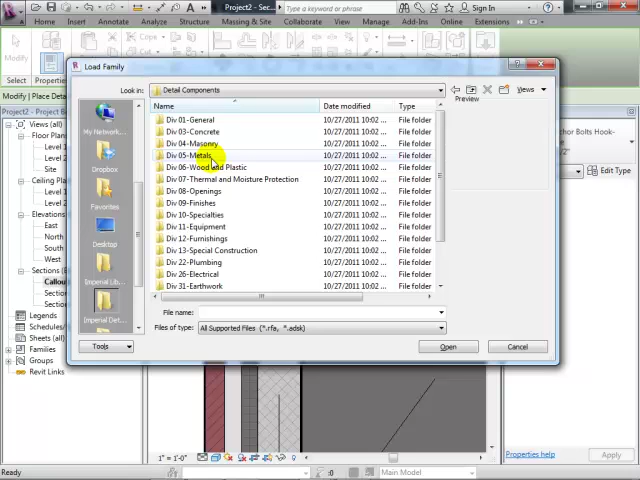 Project2 - Sec...
Type a keyword or phrase
Sign In
Home
Insert
Annotate
Analyze
Structure
Massing & Site
Collaborate
View
Manage
Add-Ins
Extensions
Modify
Select
Properties
Modify | Place Detail
Load Family
Look in:
Detail Components
Views
Name
Date modified
Type
Preview
Div 01-General
10/27/2011 10:02 ...
File folder
Div 03-Concrete
10/27/2011 10:02 ...
File folder
Div 04-Masonry
10/27/2011 10:02 ...
File folder
Div 05-Metals
10/27/2011 10:02 ...
File folder
Div 06-Wood and Plastic
10/27/2011 10:02 ...
File folder
Div 07-Thermal and Moisture Protection
10/27/2011 10:02 ...
File folder
Div 08-Openings
10/27/2011 10:02 ...
File folder
Div 09-Finishes
10/27/2011 10:02 ...
File folder
Div 10-Specialties
10/27/2011 10:02 ...
File folder
Div 11-Equipment
10/27/2011 10:02 ...
File folder
Div 12-Furnishings
10/27/2011 10:02 ...
File folder
Div 13-Special Construction
10/27/2011 10:02 ...
File folder
Div 22-Plumbing
10/27/2011 10:02 ...
File folder
Div 26-Electrical
10/27/2011 10:02 ...
File folder
Div 31-Earthwork
10/27/2011 10:02 ...
File folder
My Network...
Dropbox
Favorites
Desktop
Imperial Lib...
Imperial Det...
File name:
Files of type:
All Supported Files (*.rfa, *.adsk)
Tools
Open
Cancel
Project2 -
Views (all)
Floor Plan
Level 1
Level 2
Site
Ceiling Plan
Level 1
Level 2
Elevations
East
North
South
West
Sections (
Callou
Section
Section
Legends
Schedules/
Sheets (all)
Families
Groups
Revit Links
chor Bolts Hook-
/2"
Edit Type
Properties help
Apply
1" = 1'-0"
Ready
:0
Main Model